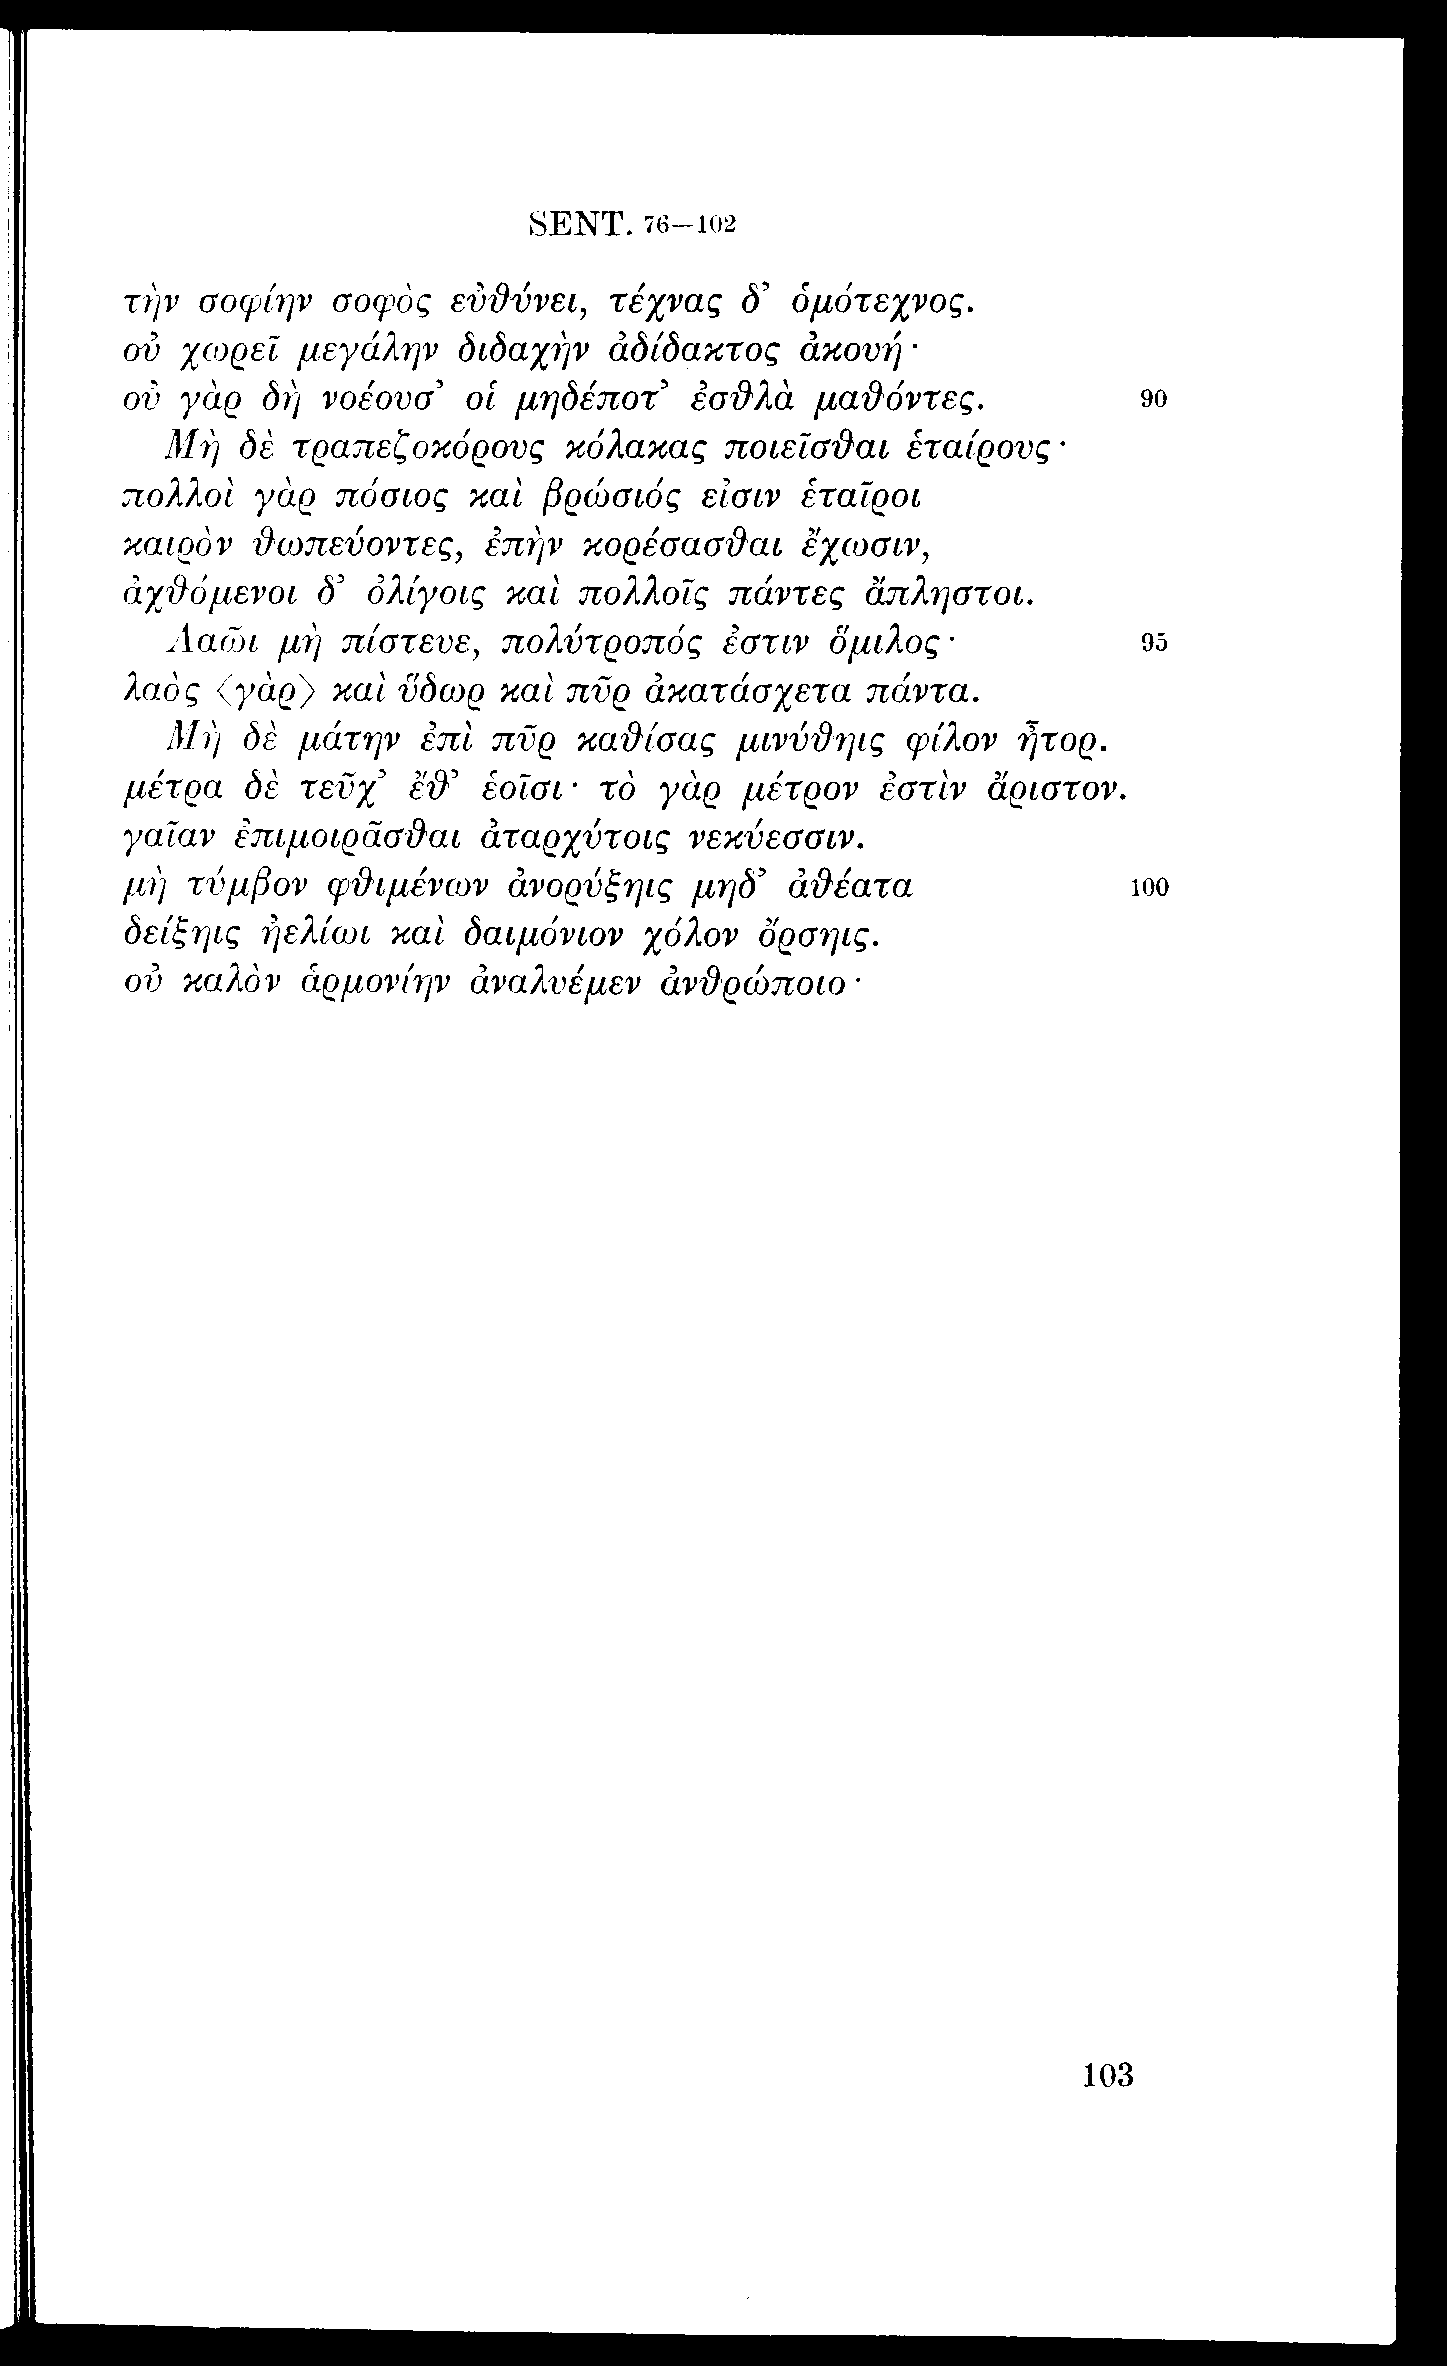 SENT. 76—102
τὴν σοφίην σοφὸς εὐθύνει, τέχνας δ’ ὁμότεχνος.
οὐ χωρεῖ μεγάλην διδαχὴν ἀδίδακτος ἀκουή·
οὐ γὰρ δὴ νοέουσ’ οἱ μηδέποτ’ ἐσθλὰ μαθόντες. 90
Μὴ δὲ τραπεζοκόρους κόλακας ποιεῖσθαι ἑταίρους·
πολλοὶ γὰρ πόσιος καὶ βρώσιός εἰσιν ἑταῖροι
καιρὸν θωπεύοντες, ἐπὴν κορέσασθαι ἔχωσιν,
ἀχθόμενοι δ’ ὀλίγοις καὶ πολλοῖς πάντες ἄπληστοι.
Λαῶι μὴ πίστευε, πολύτροπός ἐστιν ὅμιλος· 95
λαὸς <γὰρ> καὶ ὕδωρ καὶ πῦρ ἀκατάσχετα πάντα.
Μὴ δὲ μάτην ἐπὶ πῦρ καθίσας μινύθηις φίλον ἦτορ.
μέτρα δὲ τεῦχ’ ἔθ’ ἑοῖσι· τὸ γὰρ μέτρον ἐστὶν ἄριστον.
γαῖαν ἐπιμοιρᾶσθαι ἀταρχύτοις νεκύεσσιν.
μὴ τύμβον φθιμένων ἀνορύξηις μηδ’ ἀθέατα 100
δείξηις ἠελίωι καὶ δαιμόνιον χόλον ὄρσηις.
οὐ καλὸν ἁρμονίην ἀναλυέμεν ἀνθρώποιο·
103